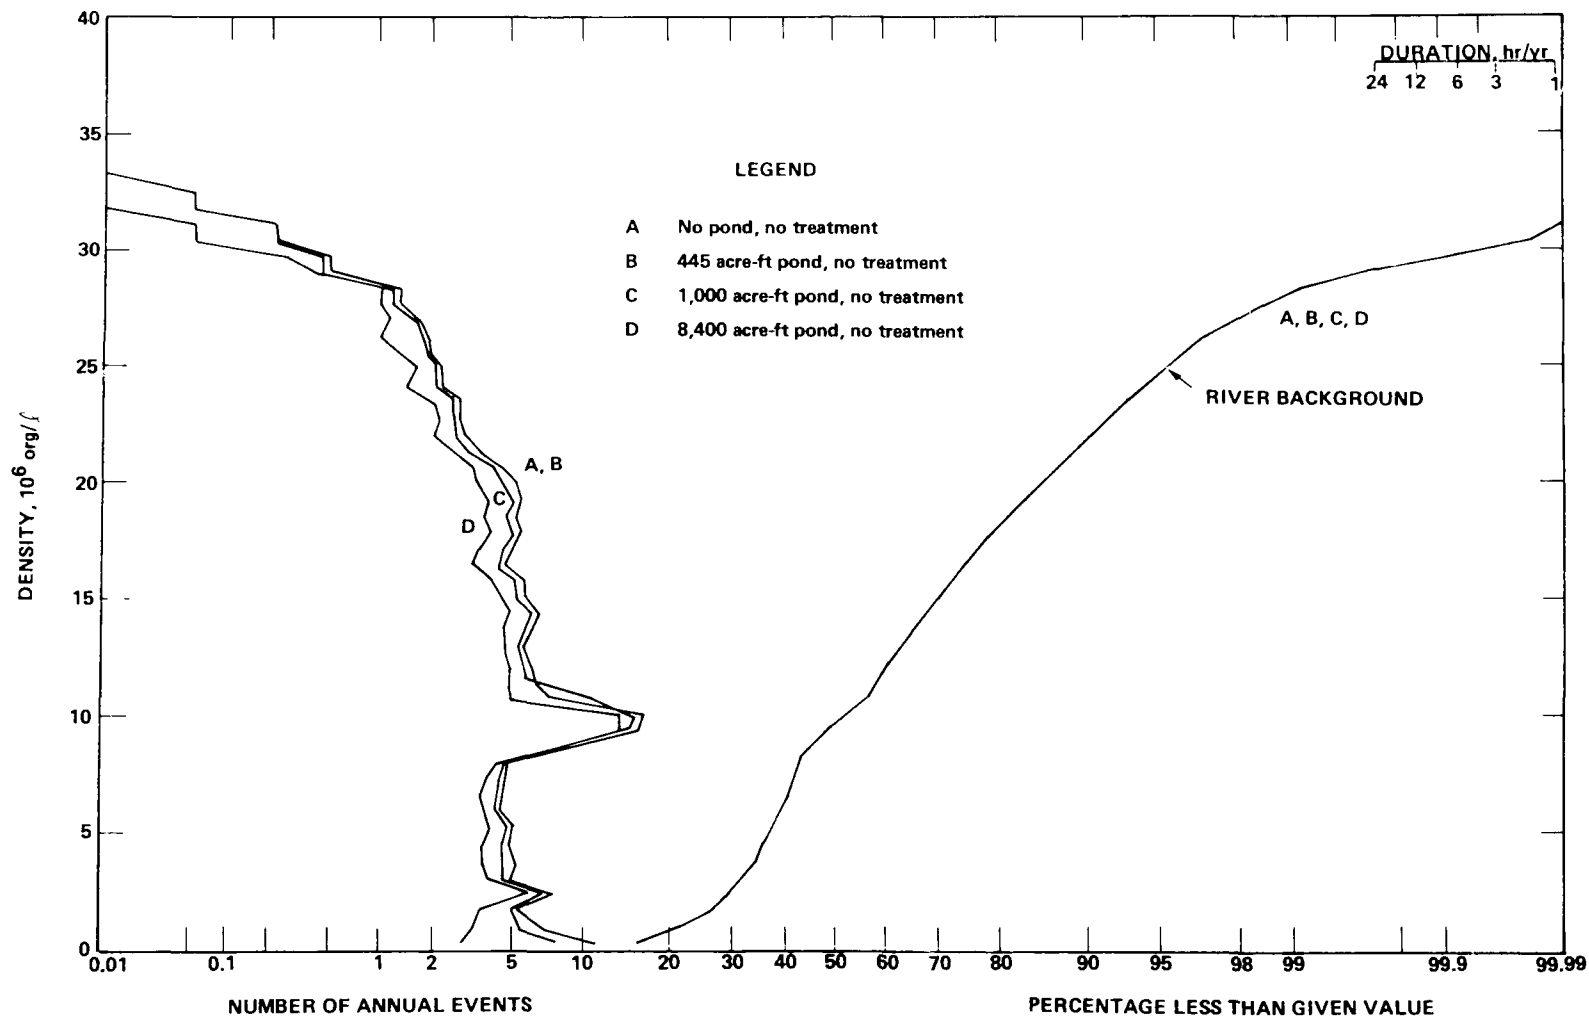 40
DURATION, hr/yr
24 12 6 3 1
35
LEGEND
A No pond, no treatment
B 445 acre-ft pond, no treatment
C 1,000 acre-ft pond, no treatment
D 8,400 acre-ft pond, no treatment
30
A, B, C, D
25
RIVER BACKGROUND
A, B
20
C
D
DENSITY, 10⁶ org/ℓ
15
10
5
0
0.01 0.1 1 2 5 10 20 30 40 50 60 70 80 90 95 98 99 99.9 99.99
NUMBER OF ANNUAL EVENTS PERCENTAGE LESS THAN GIVEN VALUE